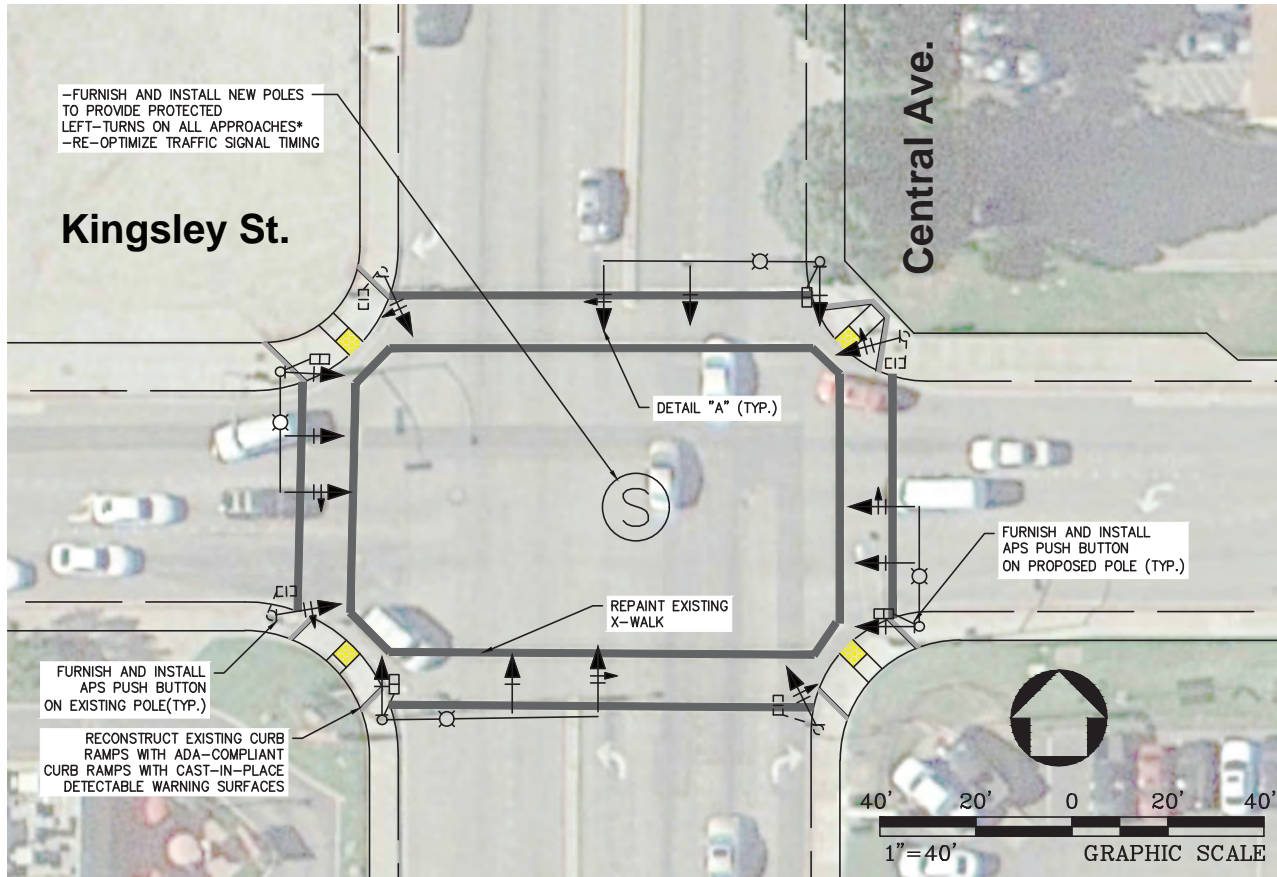 -FURNISH AND INSTALL NEW POLES
TO PROVIDE PROTECTED
LEFT-TURNS ON ALL APPROACHES*
-RE-OPTIMIZE TRAFFIC SIGNAL TIMING
Kingsley St.
Central Ave.
DETAIL "A" (TYP.)
S
FURNISH AND INSTALL
APS PUSH BUTTON
ON PROPOSED POLE (TYP.)
REPAINT EXISTING
X-WALK
FURNISH AND INSTALL
APS PUSH BUTTON
ON EXISTING POLE(TYP.)
RECONSTRUCT EXISTING CURB
RAMPS WITH ADA-COMPLIANT
CURB RAMPS WITH CAST-IN-PLACE
DETECTABLE WARNING SURFACES
40' 20' 0 20' 40'
1"=40' GRAPHIC SCALE